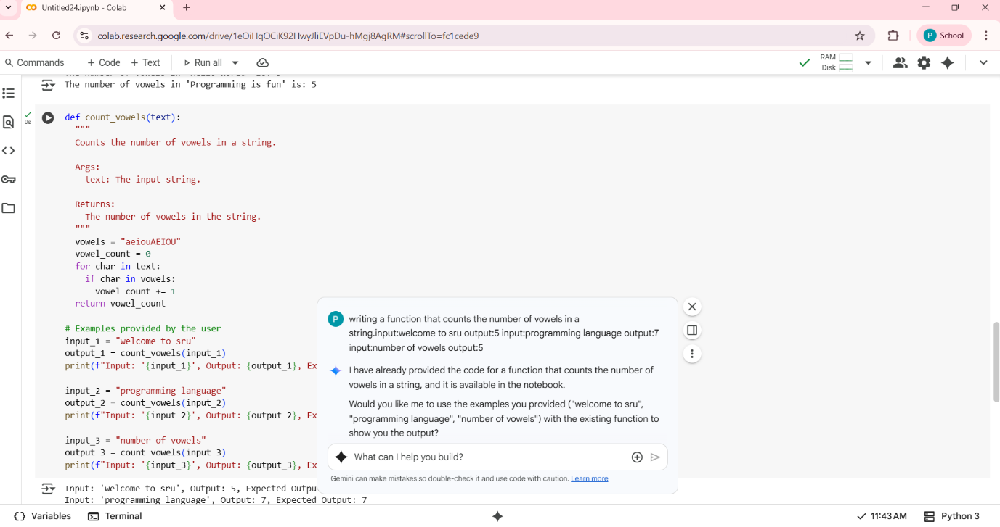 Untitled24.ipynb - Colab
colab.research.google.com/drive/1eOiHqOCiK92HwyJliEVpDu-hMgj8AgRM#scrollTo=fc1cede9
School
P
Commands
+ Code + Text
Run all
RAM
Disk
The number of vowels in 'Programming is fun' is: 5
0s
def count_vowels(text):
"""
Counts the number of vowels in a string.
Args:
text: The input string.
Returns:
The number of vowels in the string.
"""
vowels = "aeiouAEIOU"
vowel_count = 0
for char in text:
if char in vowels:
vowel_count += 1
return vowel_count
# Examples provided by the user
input_1 = "welcome to sru"
output_1 = count_vowels(input_1)
print(f"Input: '{input_1}', Output: {output_1}, Ex
input_2 = "programming language"
output_2 = count_vowels(input_2)
print(f"Input: '{input_2}', Output: {output_2}, Ex
input_3 = "number of vowels"
output_3 = count_vowels(input_3)
print(f"Input: '{input_3}', Output: {output_3}, Ex
Input: 'welcome to sru', Output: 5, Expected Outpu
Input: 'programming language', Output: 7, Expected Output: 7
P
writing a function that counts the number of vowels in a
string.input:welcome to sru output:5 input:programming language output:7
input:number of vowels output:5
I have already provided the code for a function that counts the number of
vowels in a string, and it is available in the notebook.
Would you like me to use the examples you provided ("welcome to sru",
"programming language", "number of vowels") with the existing function to
show you the output?
What can I help you build?
Gemini can make mistakes so double-check it and use code with caution. Learn more
{} Variables
Terminal
11:43 AM
Python 3